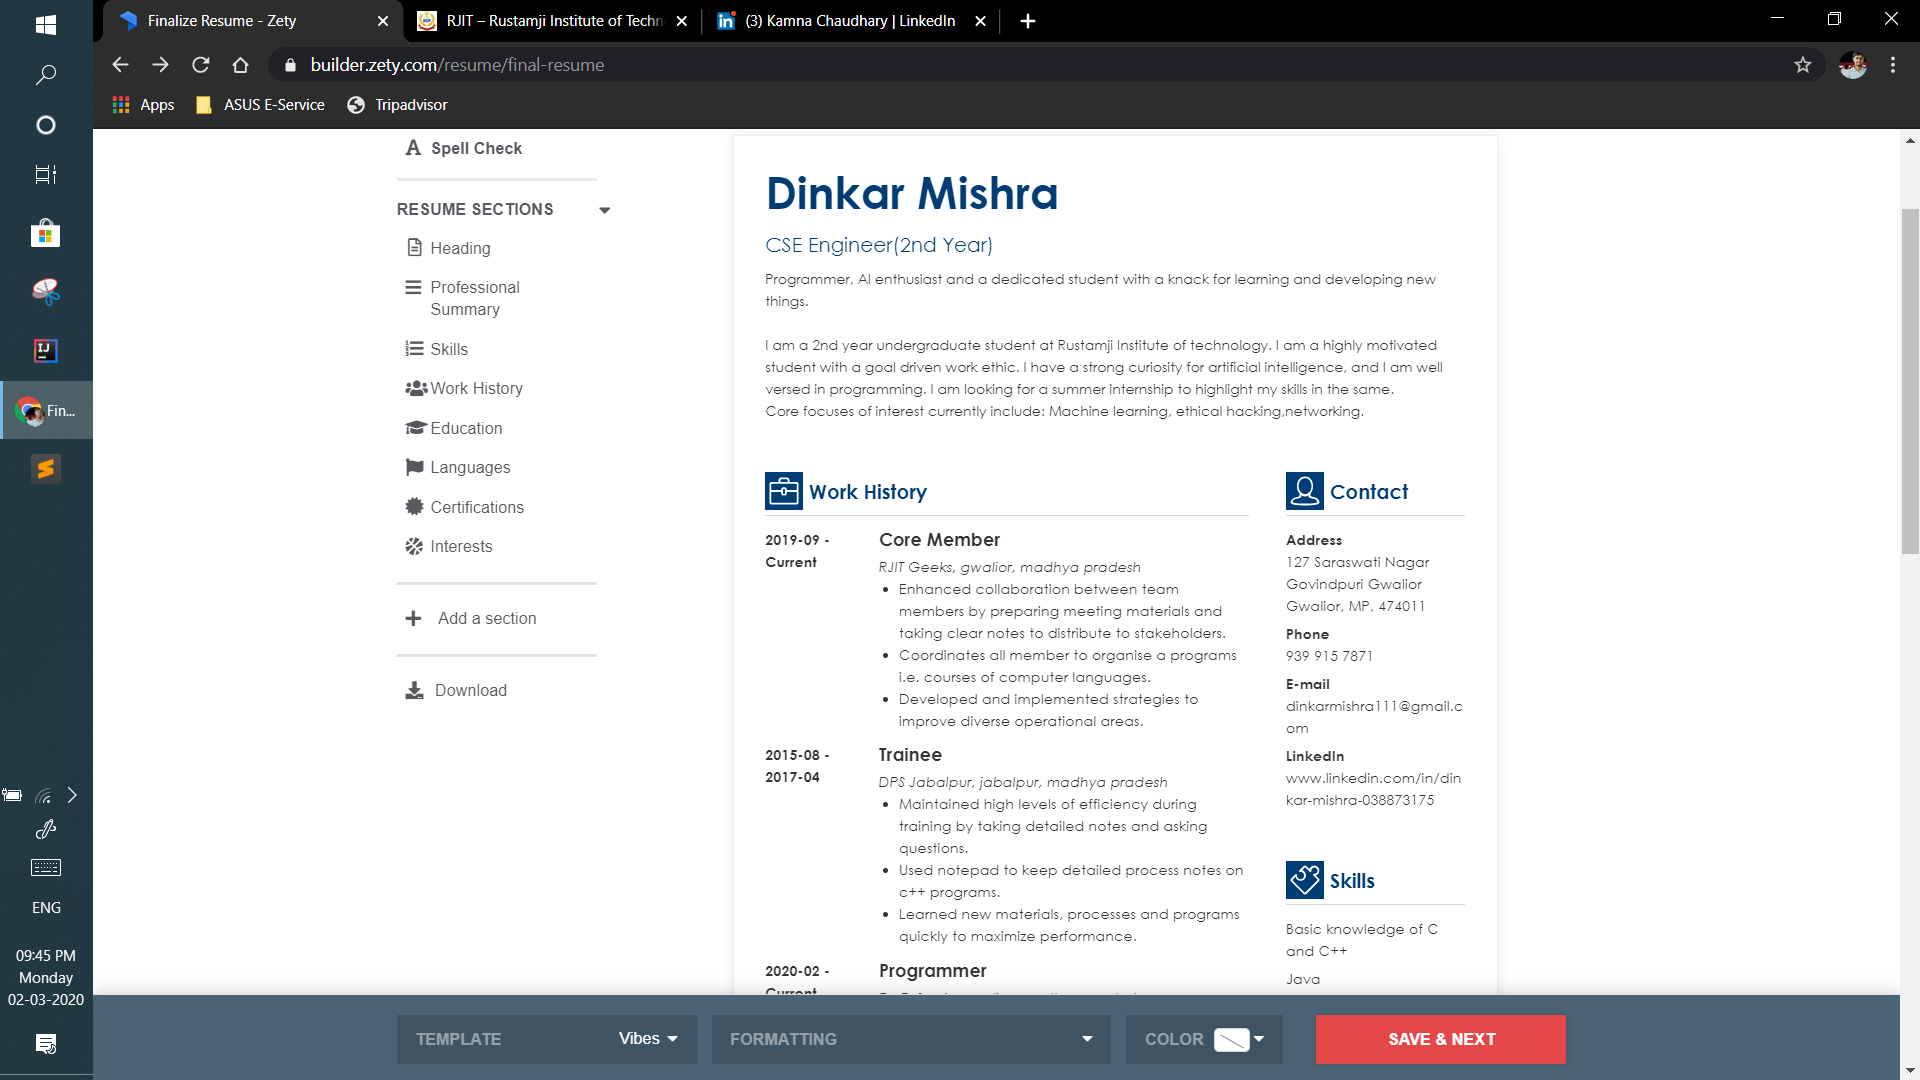 Finalize Resume - Zety
RJIT – Rustamji Institute of Techn
(3) Kamna Chaudhary | LinkedIn
builder.zety.com/resume/final-resume
Apps
ASUS E-Service
Tripadvisor
Fin...
ENG
09:45 PM
Monday
02-03-2020
Spell Check
RESUME SECTIONS
Heading
Professional
Summary
Skills
Work History
Education
Languages
Certifications
Interests
Add a section
Download
Dinkar Mishra
CSE Engineer(2nd Year)
Programmer, AI enthusiast and a dedicated student with a knack for learning and developing new
things.
I am a 2nd year undergraduate student at Rustamji Institute of technology. I am a highly motivated
student with a goal driven work ethic. I have a strong curiosity for artificial intelligence, and I am well
versed in programming. I am looking for a summer internship to highlight my skills in the same.
Core focuses of interest currently include: Machine learning, ethical hacking,networking.
Work History
2019-09 -
Current
Core Member
RJIT Geeks, gwalior, madhya pradesh
• Enhanced collaboration between team
members by preparing meeting materials and
taking clear notes to distribute to stakeholders.
• Coordinates all member to organise a programs
i.e. courses of computer languages.
• Developed and implemented strategies to
improve diverse operational areas.
2015-08 -
2017-04
Trainee
DPS Jabalpur, jabalpur, madhya pradesh
• Maintained high levels of efficiency during
training by taking detailed notes and asking
questions.
• Used notepad to keep detailed process notes on
c++ programs.
• Learned new materials, processes and programs
quickly to maximize performance.
2020-02 -
Current
Programmer
Contact
Address
127 Saraswati Nagar
Govindpuri Gwalior
Gwalior, MP, 474011
Phone
939 915 7871
E-mail
dinkarmishra111@gmail.c
om
LinkedIn
www.linkedin.com/in/din
kar-mishra-038873175
Skills
Basic knowledge of C
and C++
Java
TEMPLATE
Vibes
FORMATTING
COLOR
SAVE & NEXT